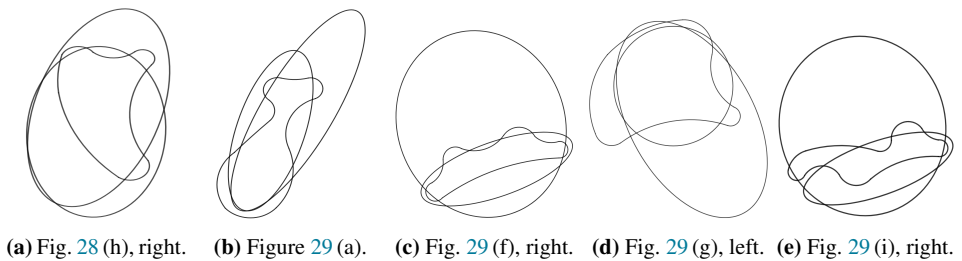 (a) Fig. 28 (h), right. (b) Figure 29 (a). (c) Fig. 29 (f), right. (d) Fig. 29 (g), left. (e) Fig. 29 (i), right.